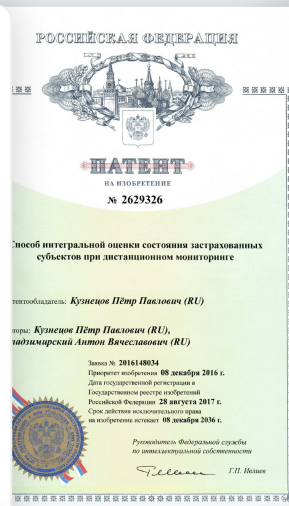 РОССИЙСКАЯ ФЕДЕРАЦИЯ
ПАТЕНТ
НА ИЗОБРЕТЕНИЕ
№ 2629326
Способ интегральной оценки состояния застрахованных
субъектов при дистанционном мониторинге
тентообладатель: Кузнецов Пётр Павлович (RU)
торы: Кузнецов Пётр Павлович (RU),
ладзимирский Антон Вячеславович (RU)
Заявка № 2016148034
Приоритет изобретения 08 декабря 2016 г.
Дата государственной регистрации в
Государственном реестре изобретений
Российской Федерации 28 августа 2017 г.
Срок действия исключительного права
на изобретение истекает 08 декабря 2036 г.
Руководитель Федеральной службы
по интеллектуальной собственности
Г.П. Ивлиев